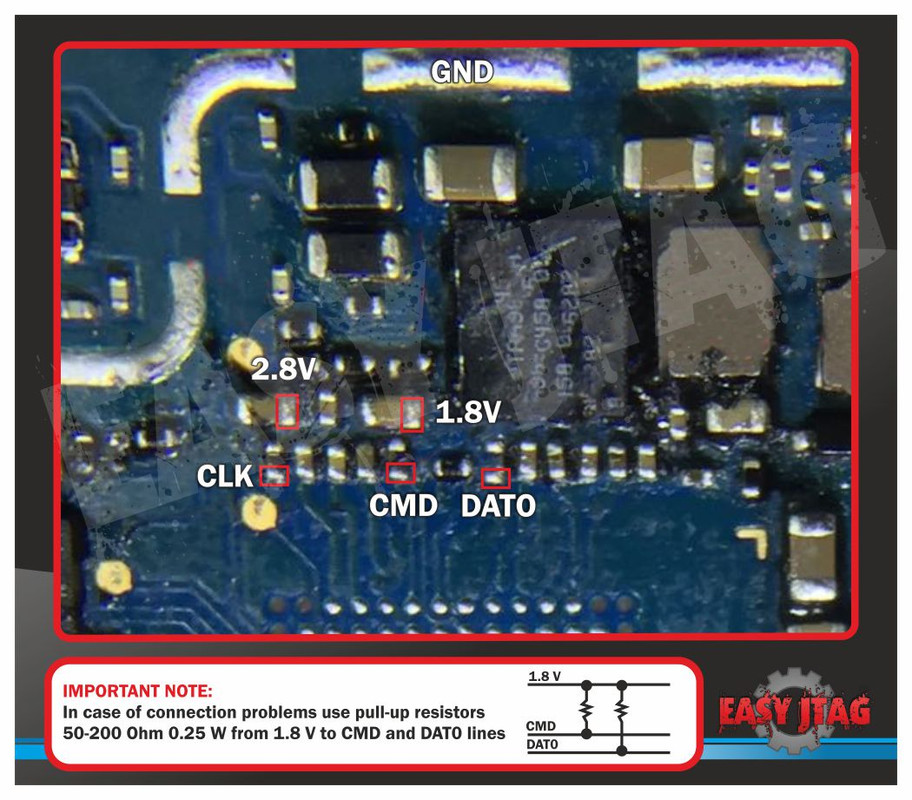 GND
2.8V
1.8V
CLK
CMD
DAT0
EASY JTAG
IMPORTANT NOTE:
In case of connection problems use pull-up resistors
50-200 Ohm 0.25 W from 1.8 V to CMD and DAT0 lines
1.8 V
CMD
DAT0
EASY JTAG